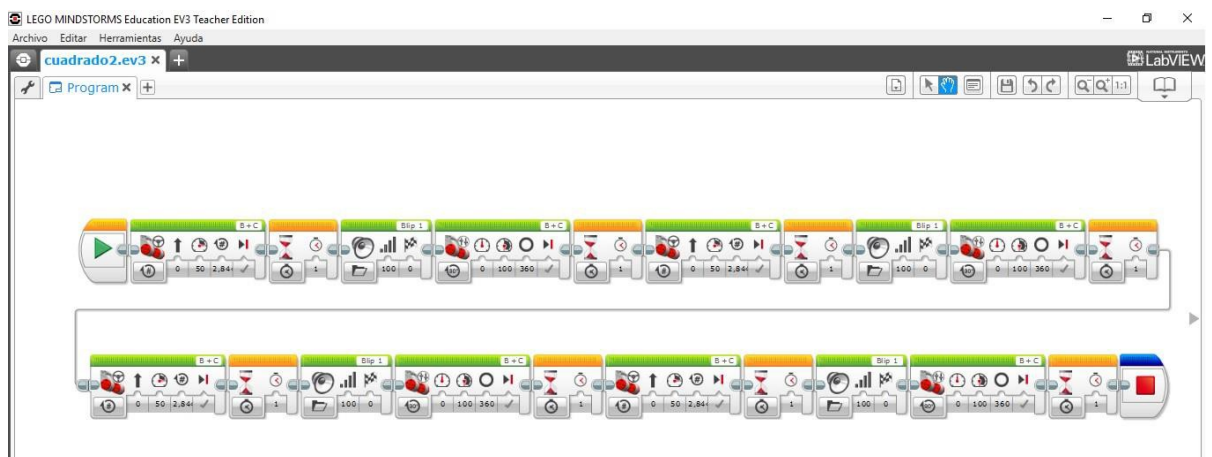 LEGO MINDSTORMS Education EV3 Teacher Edition
Archivo Editar Herramientas Ayuda
cuadrado2.ev3 × +
LabVIEW
Program × + 1:1
B + C Blip 1 B + C B + C Blip 1 B + C
0 50 2,84 1 100 0 0 100 360 1 0 50 2,84 1 100 0 0 100 360 1
B + C Blip 1 B + C B + C Blip 1 B + C
0 50 2,84 1 100 0 0 100 360 1 0 50 2,84 1 100 0 0 100 360 1